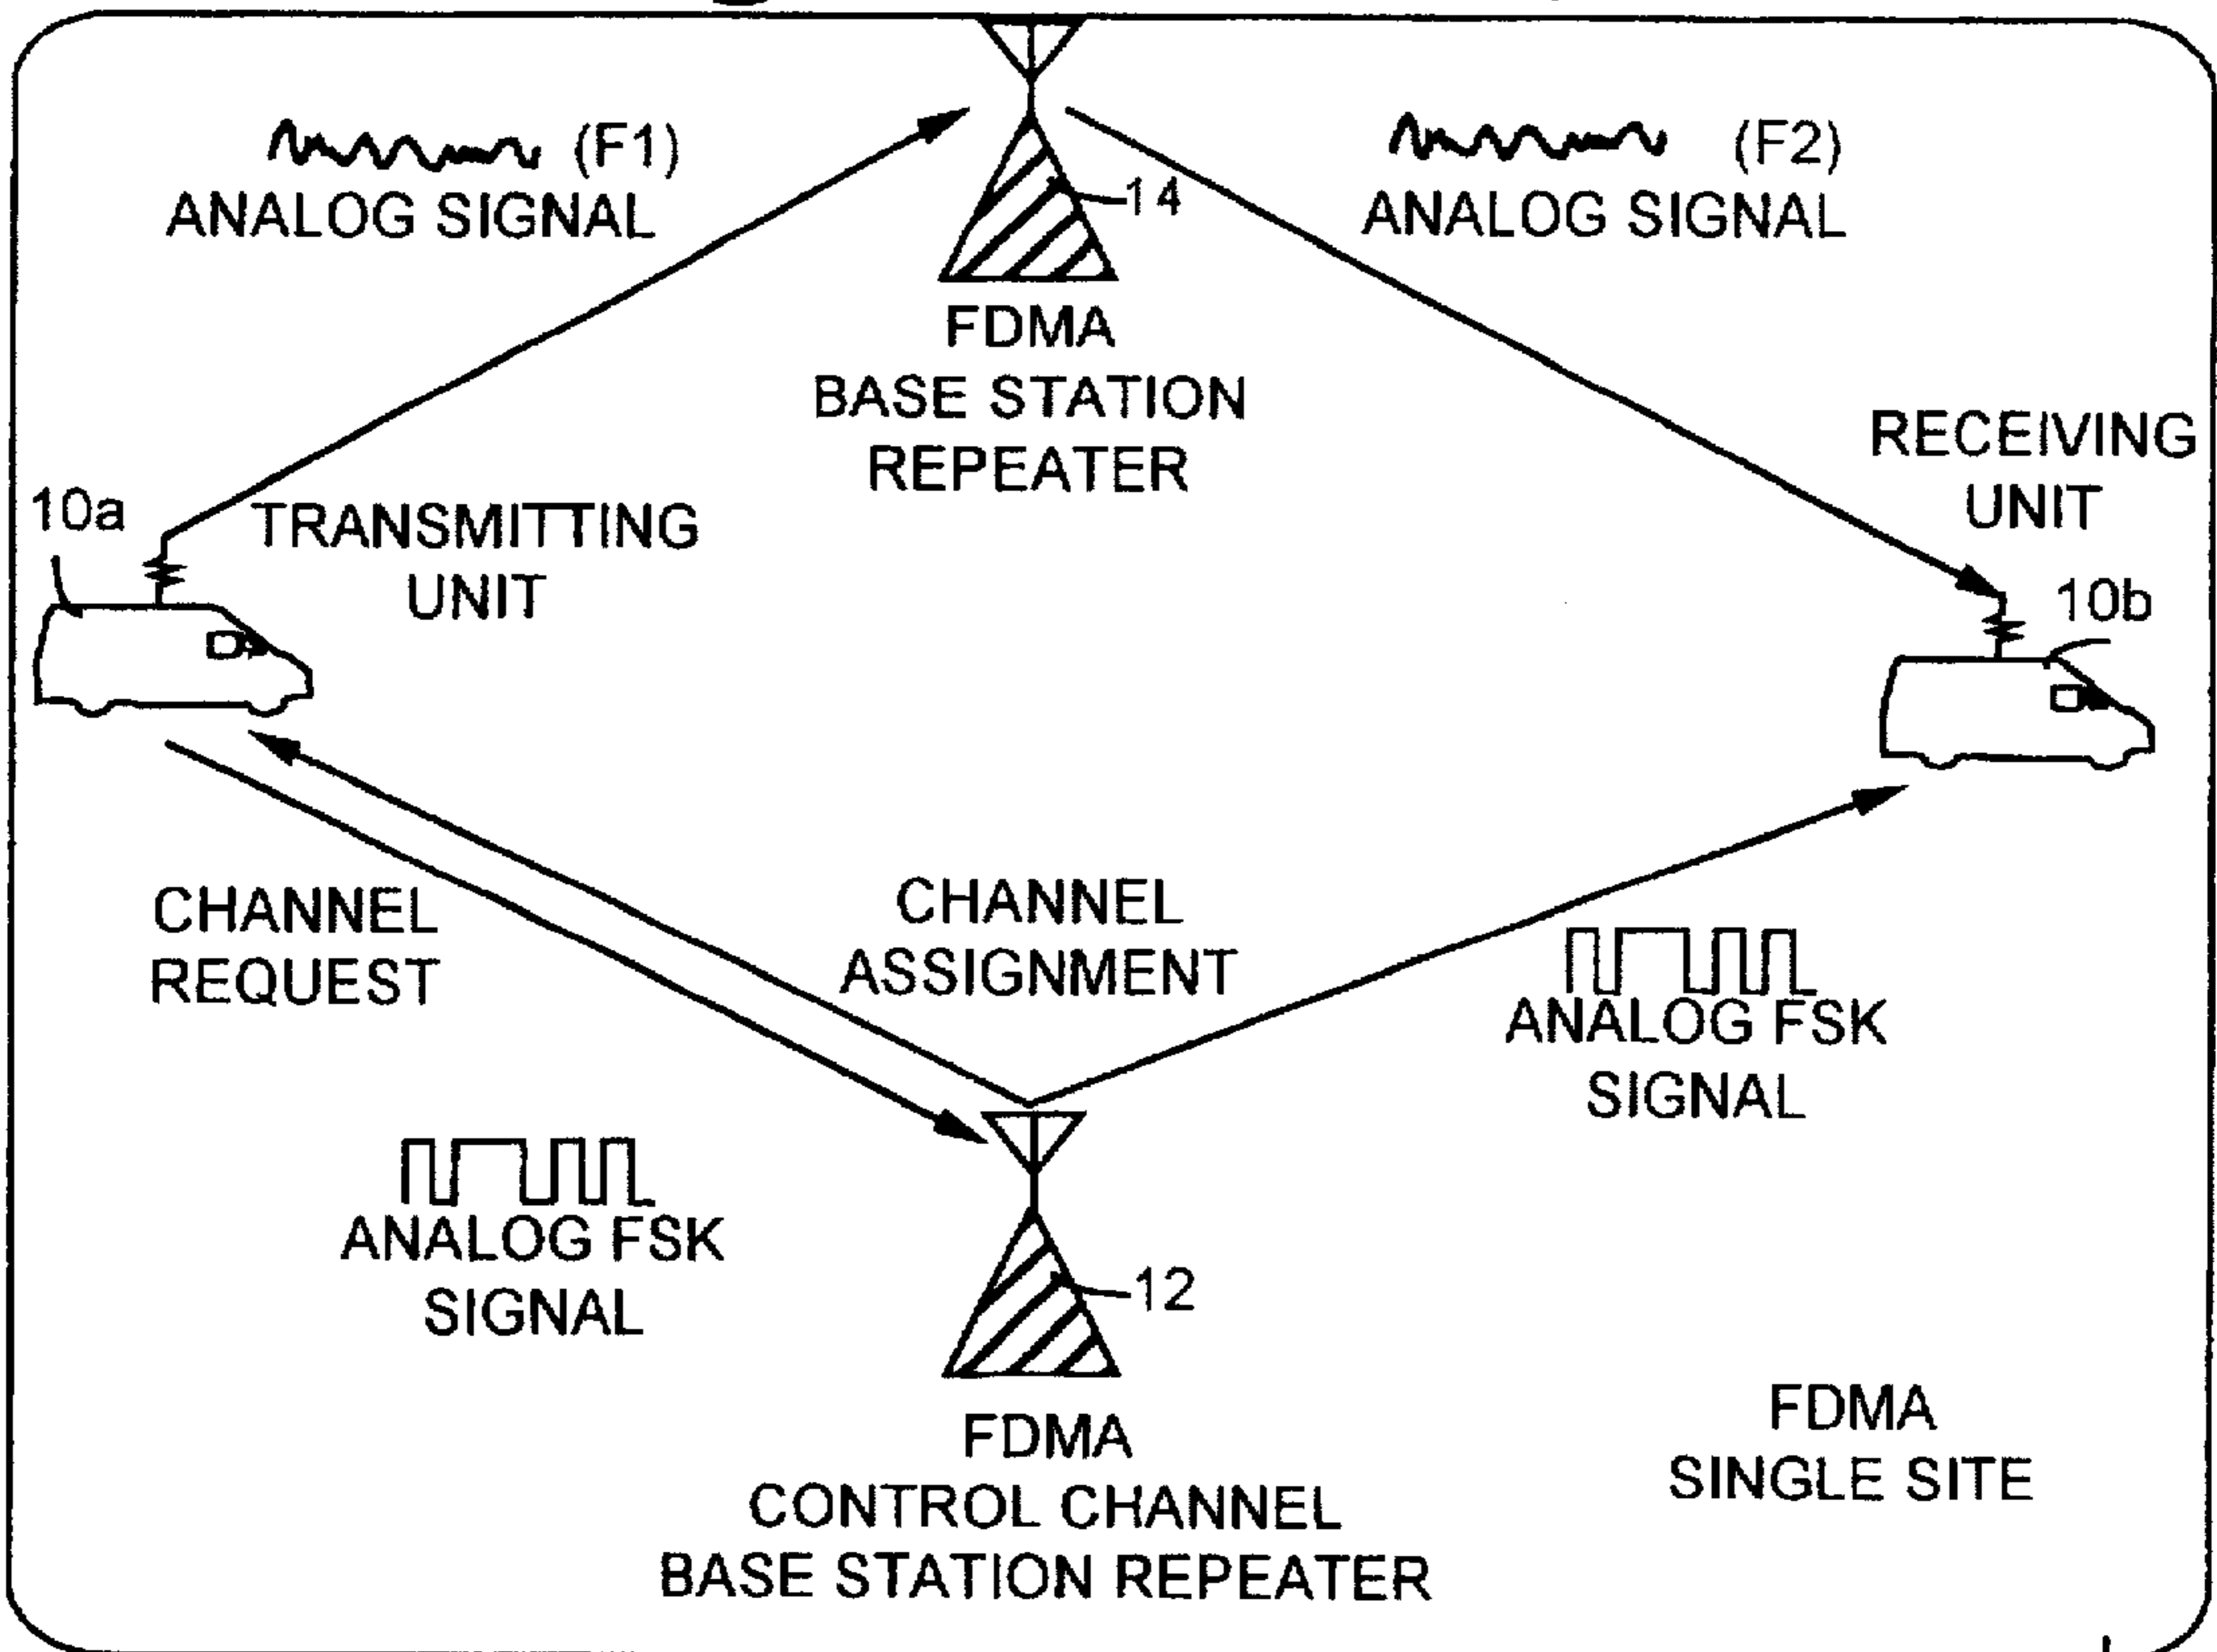 (F1)
ANALOG SIGNAL
14
(F2)
ANALOG SIGNAL
FDMA
BASE STATION
REPEATER
RECEIVING
UNIT
10a
TRANSMITTING
UNIT
10b
CHANNEL
REQUEST
CHANNEL
ASSIGNMENT
ANALOG FSK
SIGNAL
ANALOG FSK
SIGNAL
12
FDMA
CONTROL CHANNEL
BASE STATION REPEATER
FDMA
SINGLE SITE